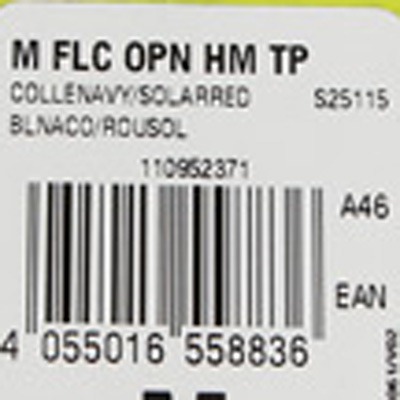 M FLC OPN HM TP
COLLENAVY/SOLARRED S25115
BLNACO/ROUSOL
110952371
A46
EAN
4 055016 558836